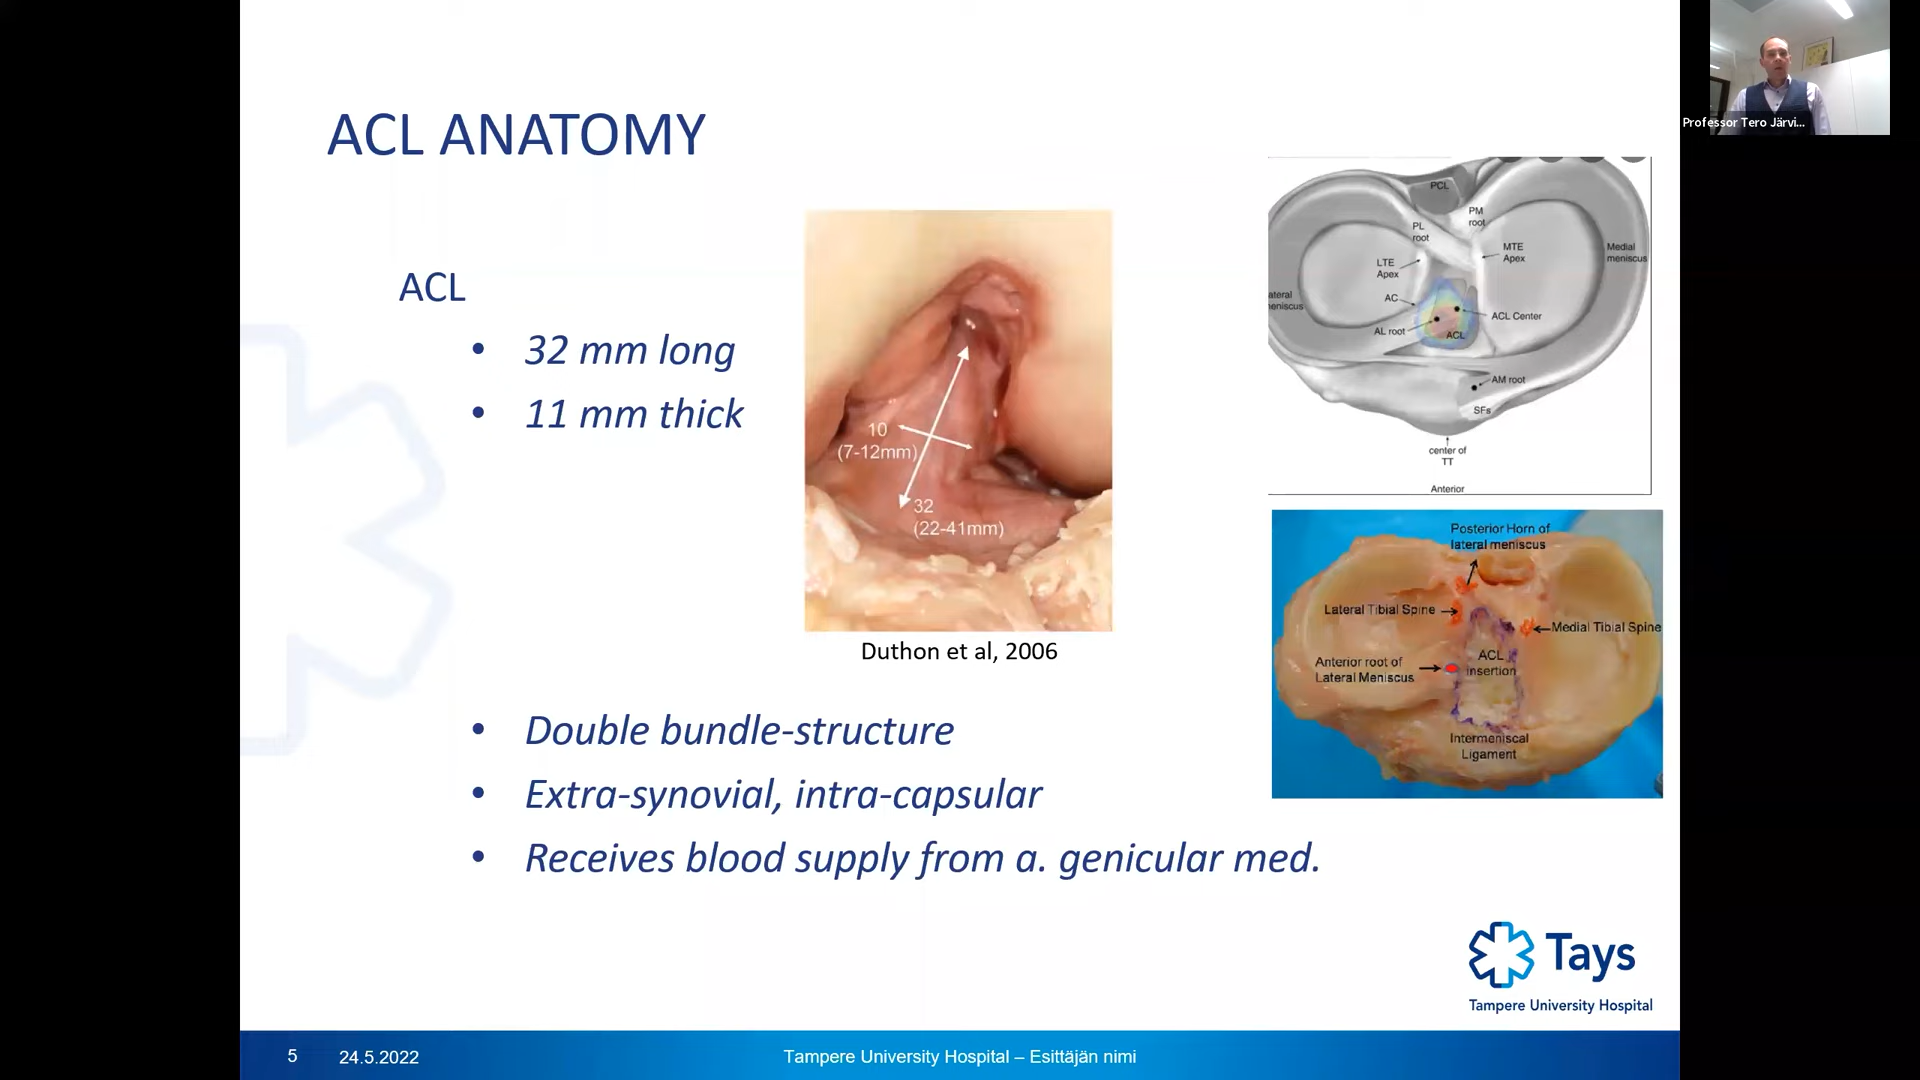 Professor Tero Järvi...
ACL ANATOMY
ACL
• 32 mm long
• 11 mm thick
10
(7-12mm)
32
(22-41mm)
Duthon et al, 2006
• Double bundle-structure
• Extra-synovial, intra-capsular
• Receives blood supply from a. genicular med.
PCL
PM
root
PL
root
MTE
Apex
Medial
meniscus
LTE
Apex
AC
ateral
meniscus
ACL Center
AL root
ACL
AM root
SFs
center of
TT
Anterior
Posterior Horn of
lateral meniscus
Lateral Tibial Spine
Medial Tibial Spine
ACL
insertion
Anterior root of
Lateral Meniscus
Intermeniscal
Ligament
Tays
Tampere University Hospital
5
24.5.2022
Tampere University Hospital – Esittäjän nimi